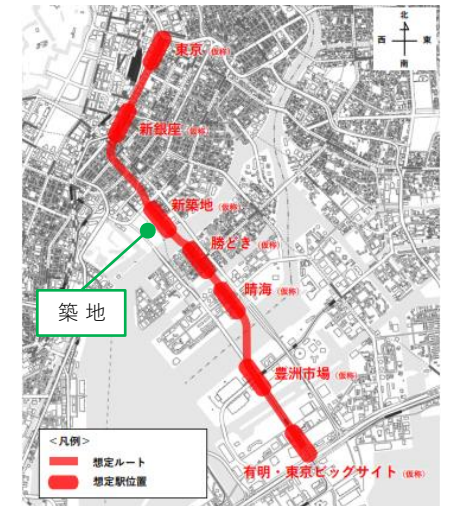 北
西 東
南
東京（仮称）
新銀座（仮称）
新築地（仮称）
勝どき（仮称）
晴海（仮称）
築地
豊洲市場（仮称）
＜凡例＞
想定ルート
想定駅位置
有明・東京ビッグサイト（仮称）